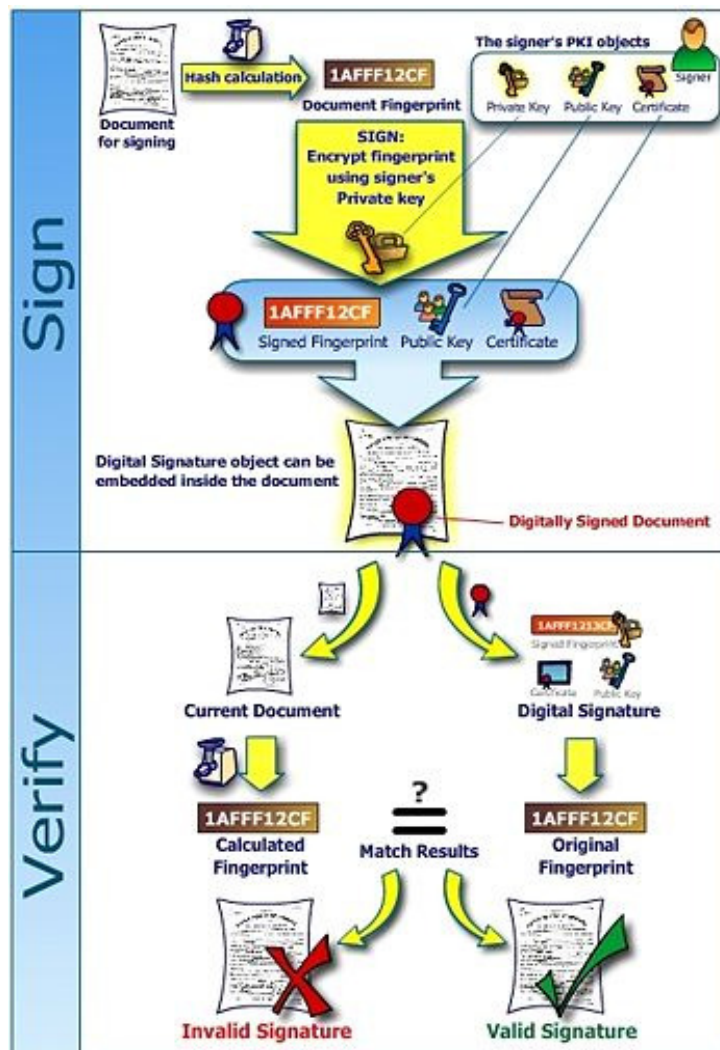 Sign
Hash calculation
1AFFF12CF
Document Fingerprint
Document
for signing
The signer's PKI objects
Signer
Private Key
Public Key
Certificate
SIGN:
Encrypt fingerprint
using signer's
Private key
1AFFF12CF
Signed Fingerprint
Public Key
Certificate
Digital Signature object can be
embedded inside the document
Digitally Signed Document
Verify
1AFFF1213CF
Signed Fingerprint
Certificate
Public Key
Current Document
Digital Signature
?
1AFFF12CF
Calculated
Fingerprint
=
Match Results
1AFFF12CF
Original
Fingerprint
Invalid Signature
Valid Signature